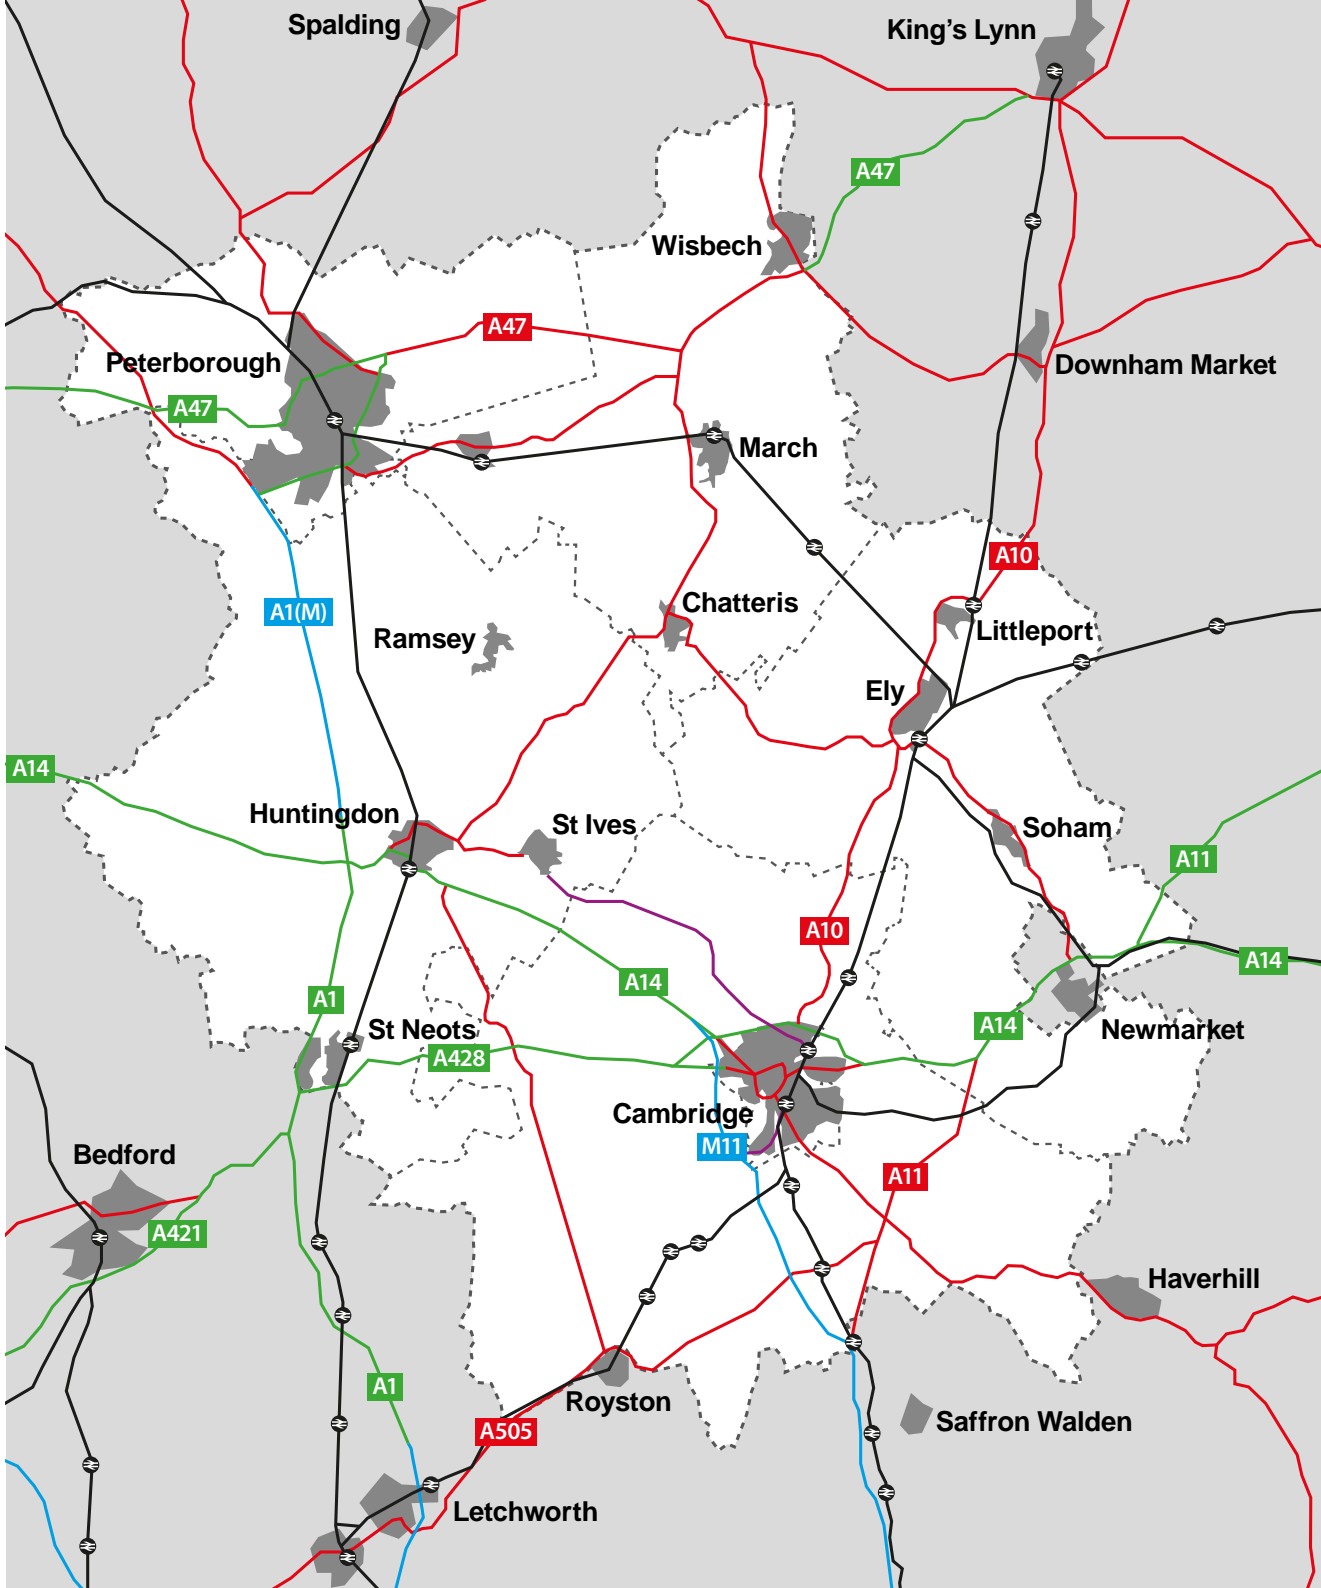 Spalding
King's Lynn
A47
Wisbech
A47
Peterborough
Downham Market
A47
March
A10
A1(M)
Chatteris
Ramsey
Littleport
Ely
A14
Huntingdon
St Ives
Soham
A11
A10
A14
A14
A1
A14
St Neots
Newmarket
A428
Cambridge
M11
Bedford
A11
A421
Haverhill
A1
Royston
Saffron Walden
A505
Letchworth